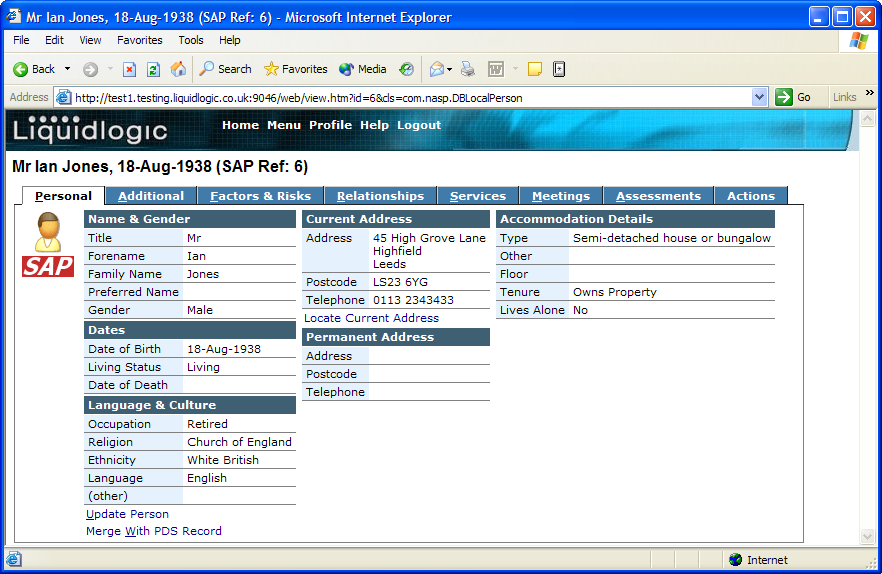 Mr Ian Jones, 18-Aug-1938 (SAP Ref: 6) - Microsoft Internet Explorer
File Edit View Favorites Tools Help
Back Search Favorites Media
Address http://test1.testing.liquidlogic.co.uk:9046/web/view.htm?id=6&cls=com.nasp.DBLocalPerson Go Links »
Liquidlogic Home Menu Profile Help Logout
Mr Ian Jones, 18-Aug-1938 (SAP Ref: 6)
Personal Additional Factors & Risks Relationships Services Meetings Assessments Actions
SAP
Name & Gender
Title Mr
Forename Ian
Family Name Jones
Preferred Name
Gender Male
Dates
Date of Birth 18-Aug-1938
Living Status Living
Date of Death
Language & Culture
Occupation Retired
Religion Church of England
Ethnicity White British
Language English
(other)
Update Person
Merge With PDS Record
Current Address
Address 45 High Grove Lane
Highfield
Leeds
Postcode LS23 6YG
Telephone 0113 2343433
Locate Current Address
Permanent Address
Address
Postcode
Telephone
Accommodation Details
Type Semi-detached house or bungalow
Other
Floor
Tenure Owns Property
Lives Alone No
Internet